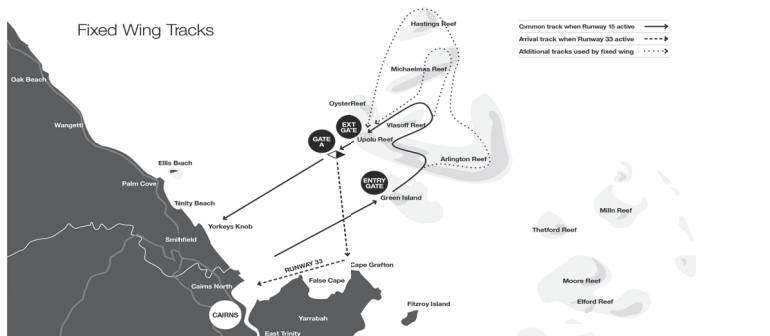 Fixed Wing Tracks
Hastings Reef
Common track when Runway 15 active
Arrival track when Runway 33 active
Additional tracks used by fixed wing
Oak Beach
Michaelmas Reef
OysterReef
Wangetti
EXT
GATE
Vlasoff Reef
GATE
A
Upolu Reef
Ellis Beach
Arlington Reef
Palm Cove
ENTRY
GATE
Trinity Beach
Green Island
Yorkeys Knob
Milln Reef
Thetford Reef
Smithfield
RUNWAY 33
Cape Grafton
Cairns North
False Cape
Moore Reef
Elford Reef
Fitzroy Island
CAIRNS
Yarrabah
East Trinity